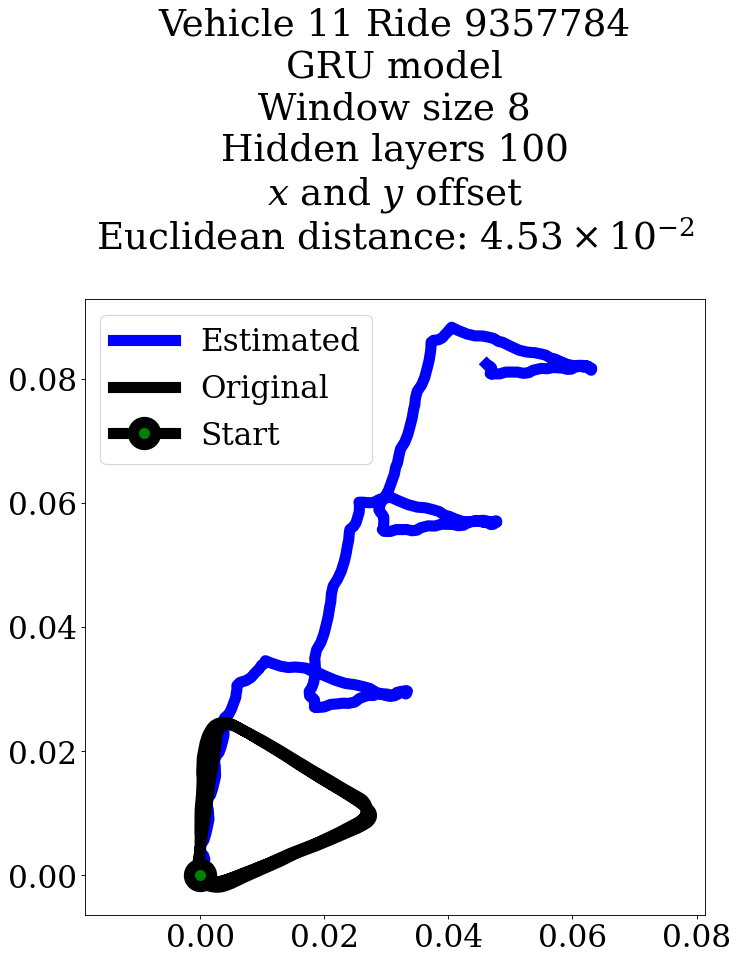 Vehicle 11 Ride 9357784
GRU model
Window size 8
Hidden layers 100
x and y offset
Euclidean distance: 4.53 × 10⁻²
Estimated
Original
Start
0.08
0.06
0.04
0.02
0.00
0.00 0.02 0.04 0.06 0.08